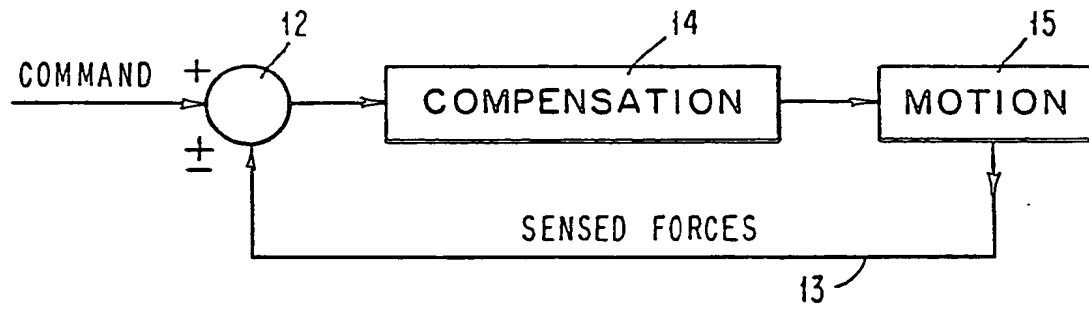 12
14
15
COMMAND
+
±
COMPENSATION
MOTION
SENSED FORCES
13